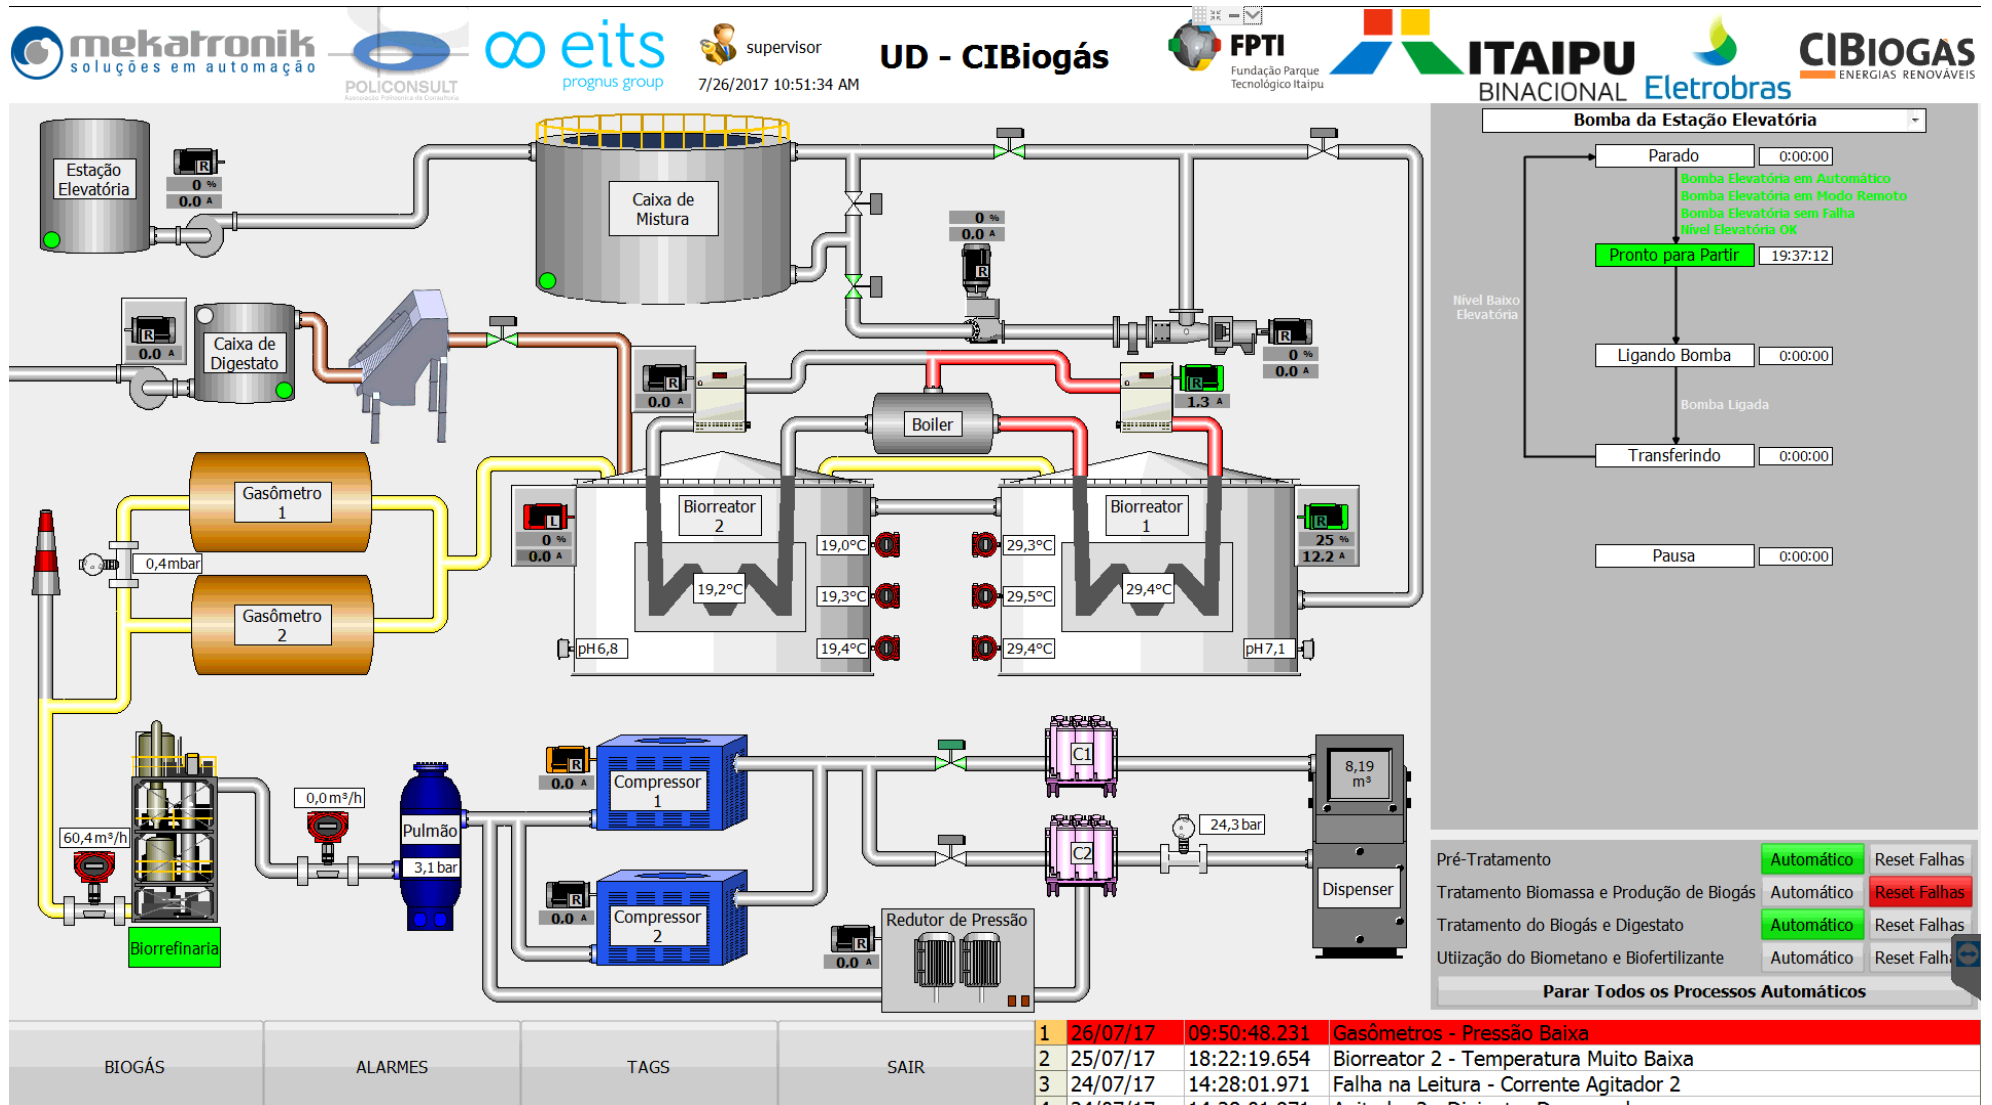 mekatronik
soluções em automação
POLICONSULT
Associação Politécnica de Consultoria
eits
prognus group
supervisor
7/26/2017 10:51:34 AM
UD - CIBiogás
FPTI
Fundação Parque
Tecnológico Itaipu
ITAIPU
BINACIONAL
Eletrobras
CIBIOGÁS
ENERGIAS RENOVÁVEIS
Estação
Elevatória
R
0 %
0.0 A
Caixa de
Mistura
0 %
0.0 A
R
R
0 %
0.0 A
R
0.0 A
Caixa de
Digestato
R
0.0 A
Boiler
R
1.3 A
Gasômetro
1
0,4mbar
Gasômetro
2
L
0 %
0.0 A
Biorreator
2
19,0°C
19,3°C
19,4°C
19,2°C
pH6,8
Biorreator
1
29,3°C
29,5°C
29,4°C
29,4°C
pH7,1
R
25 %
12.2 A
60,4m³/h
Biorrefinaria
0,0m³/h
Pulmão
3,1bar
R
0.0 A
Compressor
1
R
0.0 A
Compressor
2
C1
C2
24,3bar
8,19
m³
Dispenser
R
0.0 A
Redutor de Pressão
Bomba da Estação Elevatória
Parado 0:00:00
Bomba Elevatória em Automático
Bomba Elevatória em Modo Remoto
Bomba Elevatória sem Falha
Nível Elevatória OK
Pronto para Partir 19:37:12
Nível Baixo
Elevatória
Ligando Bomba 0:00:00
Bomba Ligada
Transferindo 0:00:00
Pausa 0:00:00
Pré-Tratamento Automático Reset Falhas
Tratamento Biomassa e Produção de Biogás Automático Reset Falhas
Tratamento do Biogás e Digestato Automático Reset Falhas
Utiização do Biometano e Biofertilizante Automático Reset
Parar Todos os Processos Automáticos
BIOGÁS
ALARMES
TAGS
SAIR
1 26/07/17 09:50:48.231 Gasômetros - Pressão Baixa
2 25/07/17 18:22:19.654 Biorreator 2 - Temperatura Muito Baixa
3 24/07/17 14:28:01.971 Falha na Leitura - Corrente Agitador 2